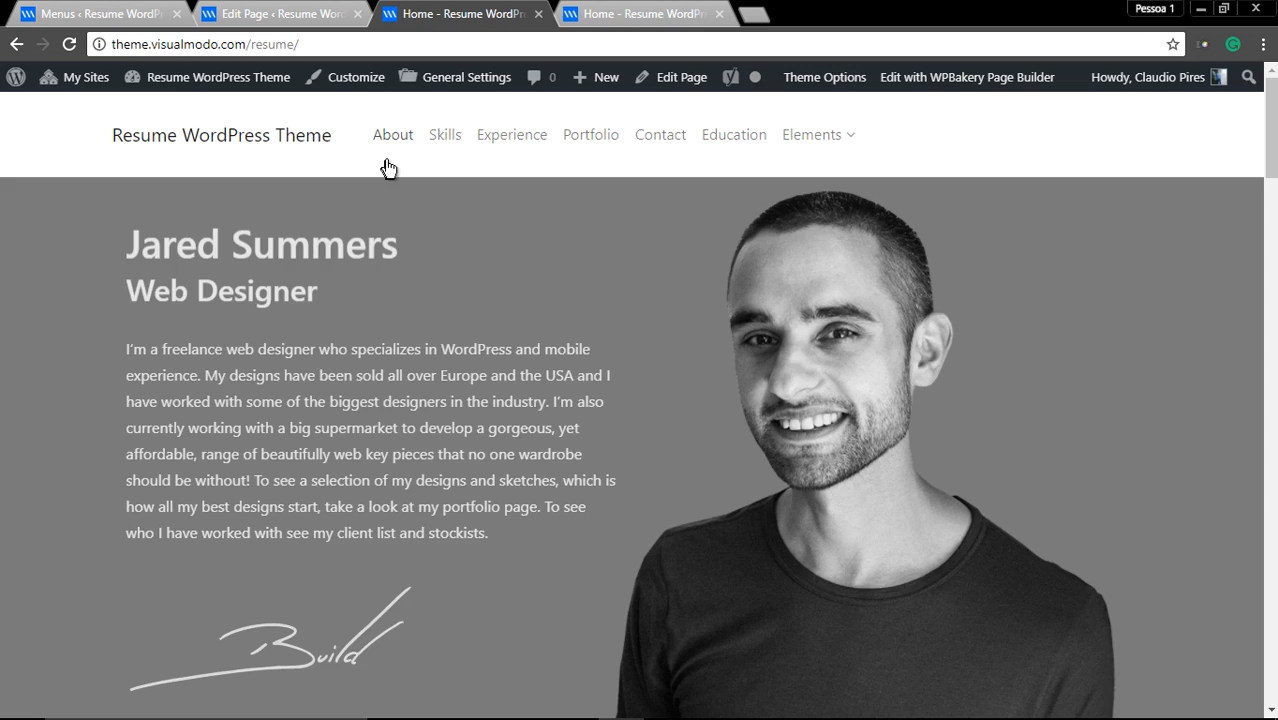 Menus ‹ Resume WordP
Edit Page ‹ Resume Wor
Home - Resume WordPr
Home - Resume WordPr
Pessoa 1
theme.visualmodo.com/resume/
My Sites
Resume WordPress Theme
Customize
General Settings
0
New
Edit Page
Theme Options
Edit with WPBakery Page Builder
Howdy, Claudio Pires
Resume WordPress Theme
About
Skills
Experience
Portfolio
Contact
Education
Elements
Jared Summers
Web Designer
I'm a freelance web designer who specializes in WordPress and mobile
experience. My designs have been sold all over Europe and the USA and I
have worked with some of the biggest designers in the industry. I'm also
currently working with a big supermarket to develop a gorgeous, yet
affordable, range of beautifully web key pieces that no one wardrobe
should be without! To see a selection of my designs and sketches, which is
how all my best designs start, take a look at my portfolio page. To see
who I have worked with see my client list and stockists.
Build